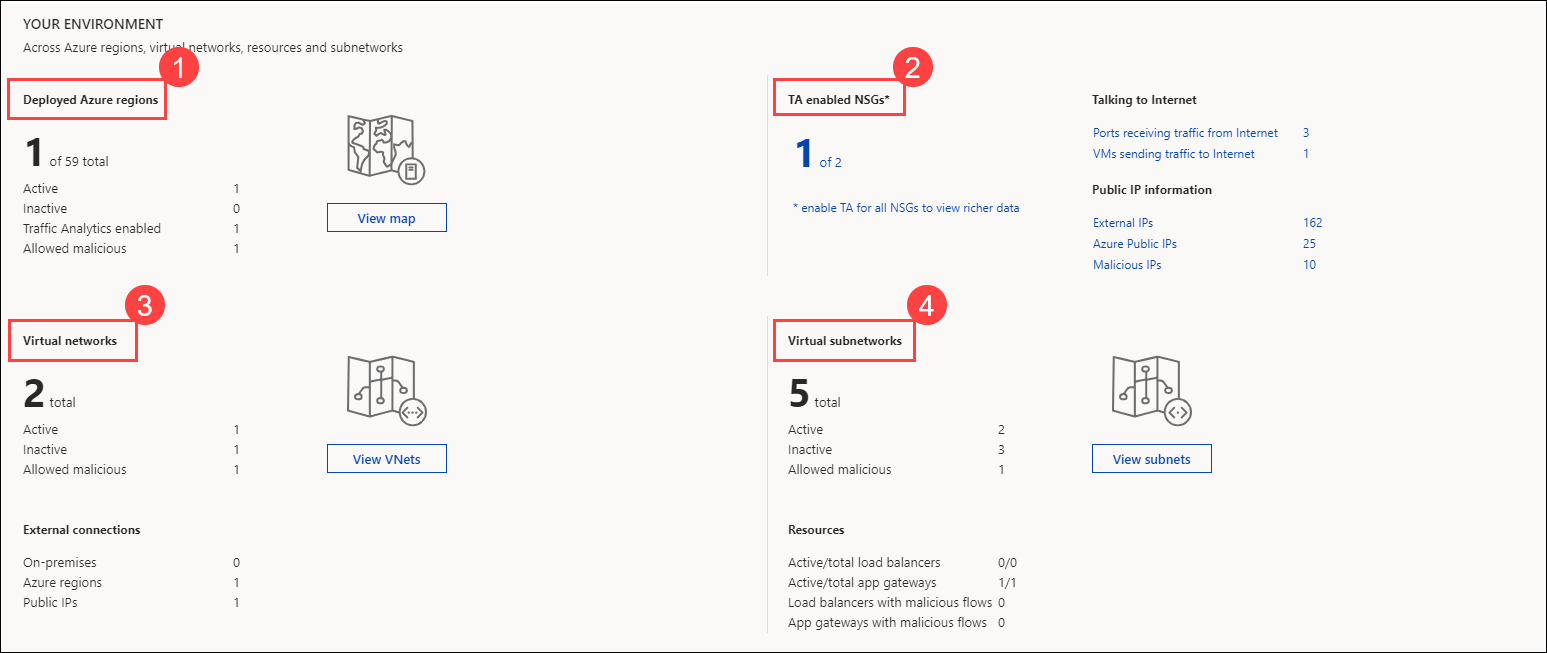 YOUR ENVIRONMENT
Across Azure regions, virtual networks, resources and subnetworks
1
Deployed Azure regions
1 of 59 total
Active 1
Inactive 0
Traffic Analytics enabled 1
Allowed malicious 1
View map
2
TA enabled NSGs*
1 of 2
* enable TA for all NSGs to view richer data
Talking to Internet
Ports receiving traffic from Internet 3
VMs sending traffic to Internet 1
Public IP information
External IPs 162
Azure Public IPs 25
Malicious IPs 10
3
Virtual networks
2 total
Active 1
Inactive 1
Allowed malicious 1
View VNets
External connections
On-premises 0
Azure regions 1
Public IPs 1
4
Virtual subnetworks
5 total
Active 2
Inactive 3
Allowed malicious 1
View subnets
Resources
Active/total load balancers 0/0
Active/total app gateways 1/1
Load balancers with malicious flows 0
App gateways with malicious flows 0